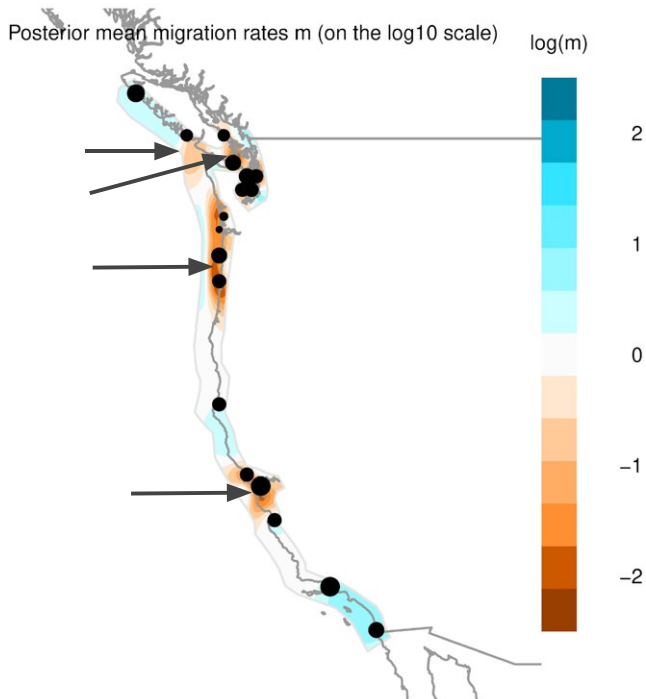 Posterior mean migration rates m (on the log10 scale)
log(m)
2
1
0
−1
−2